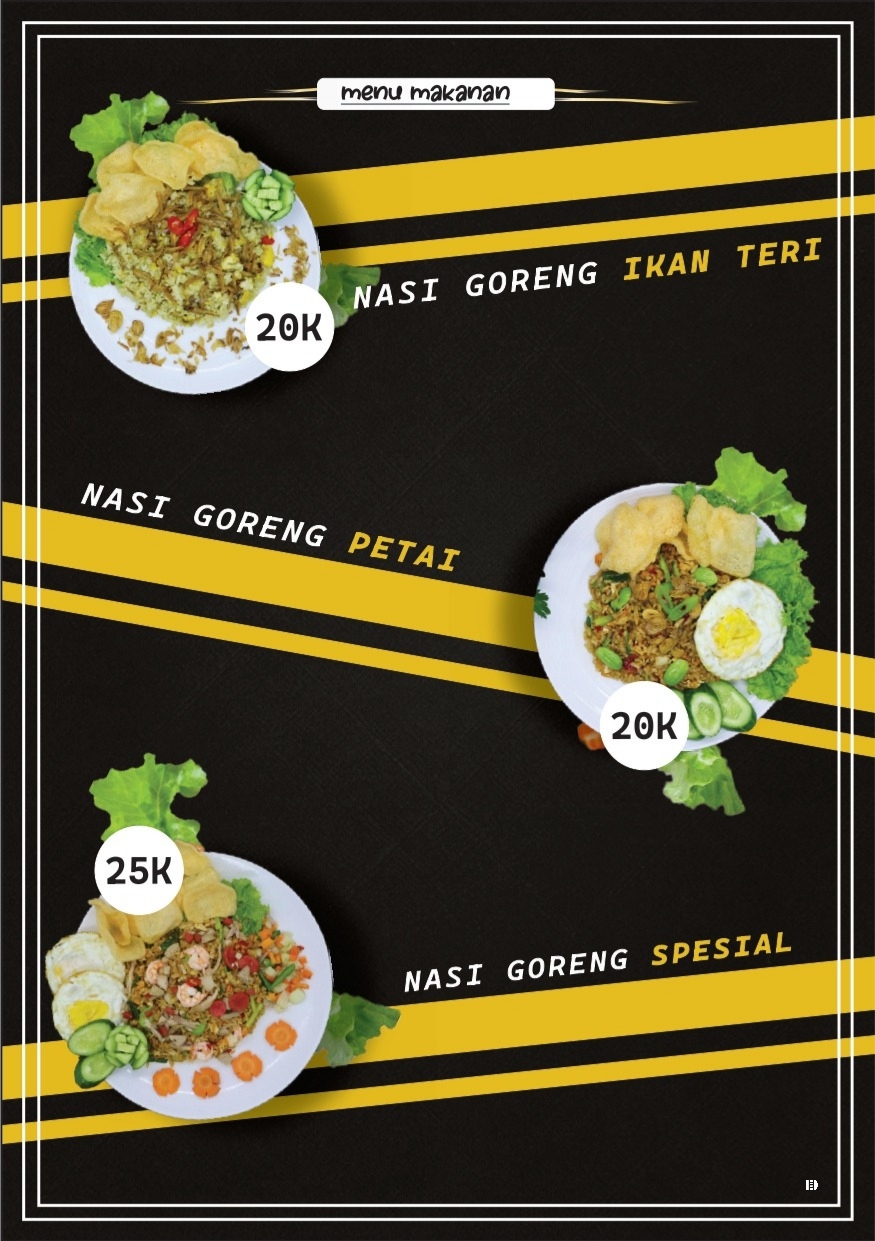 menu makanan
NASI GORENG IKAN TERI
20K
NASI GORENG PETAI
20K
25K
NASI GORENG SPESIAL